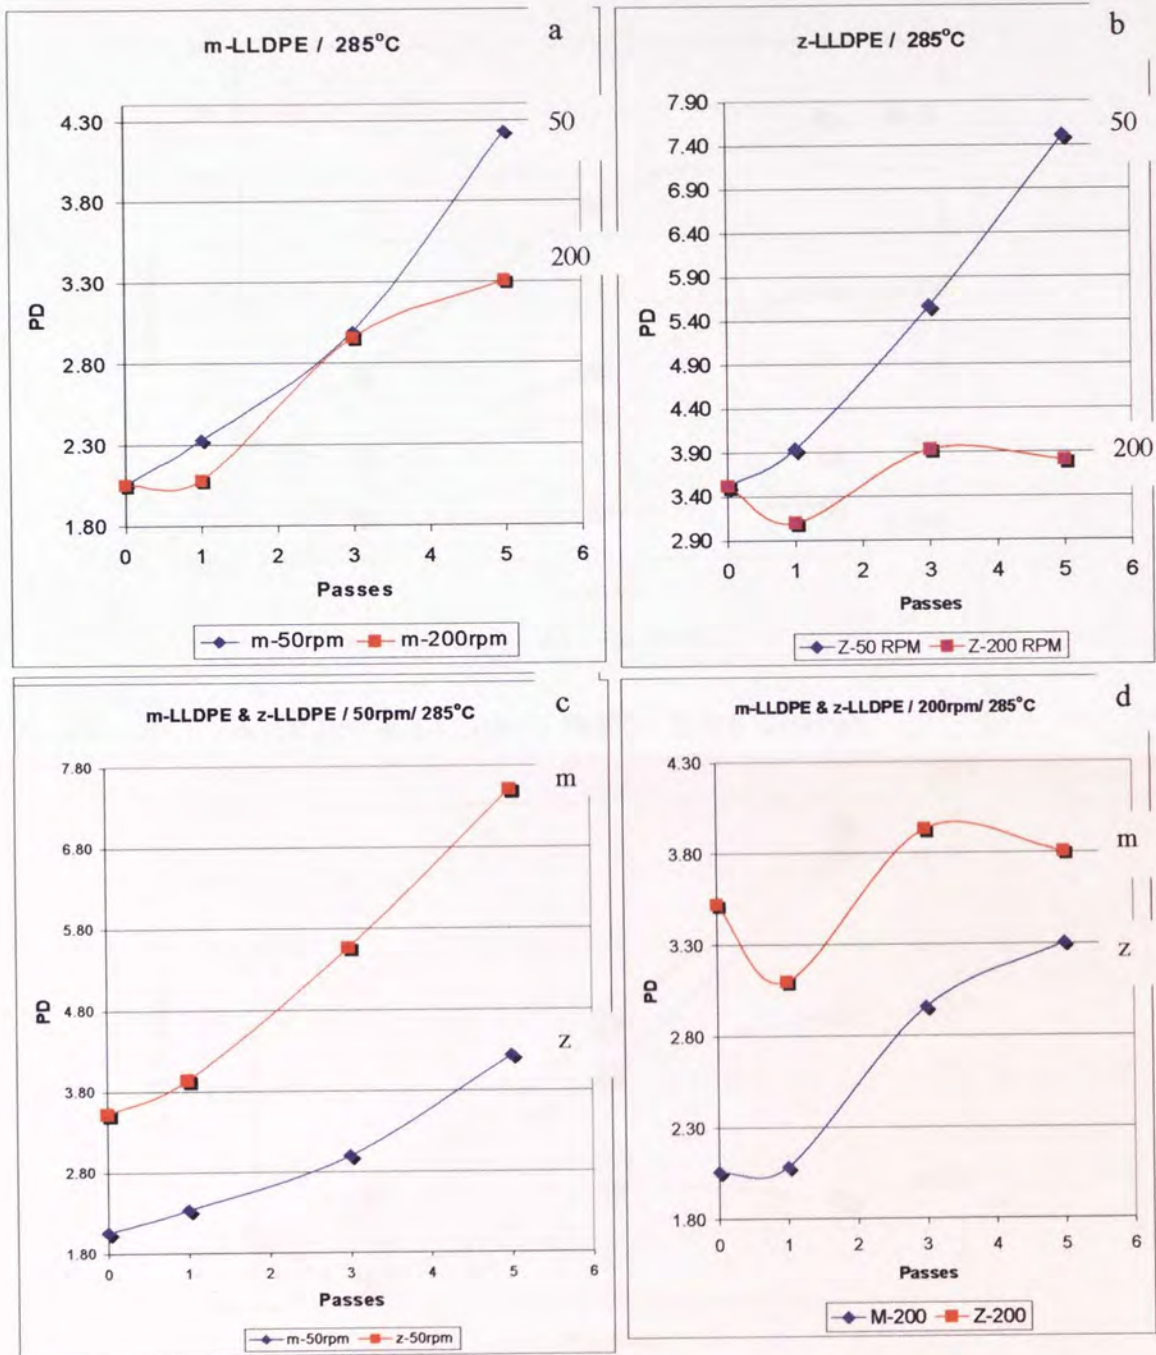 m-LLDPE / 285°C
a
4.30
3.80
3.30
2.80
2.30
1.80
PD
50
200
0 1 2 3 4 5 6
Passes
m-50rpm m-200rpm
z-LLDPE / 285°C
b
7.90
7.40
6.90
6.40
5.90
5.40
4.90
4.40
3.90
3.40
2.90
PD
50
200
0 1 2 3 4 5 6
Passes
Z-50 RPM Z-200 RPM
m-LLDPE & z-LLDPE / 50rpm/ 285°C
c
7.80
6.80
5.80
4.80
3.80
2.80
1.80
PD
m
z
0 1 2 3 4 5 6
Passes
m-50rpm z-50rpm
m-LLDPE & z-LLDPE / 200rpm/ 285°C
d
4.30
3.80
3.30
2.80
2.30
1.80
PD
m
z
0 1 2 3 4 5 6
Passes
M-200 Z-200